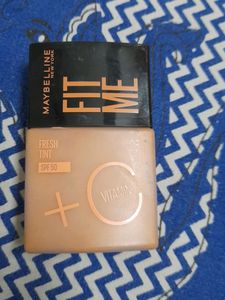 MAYBELLINE
NEW YORK
FIT
ME
FRESH
TINT
SPF 50
+ C
VITAMIN